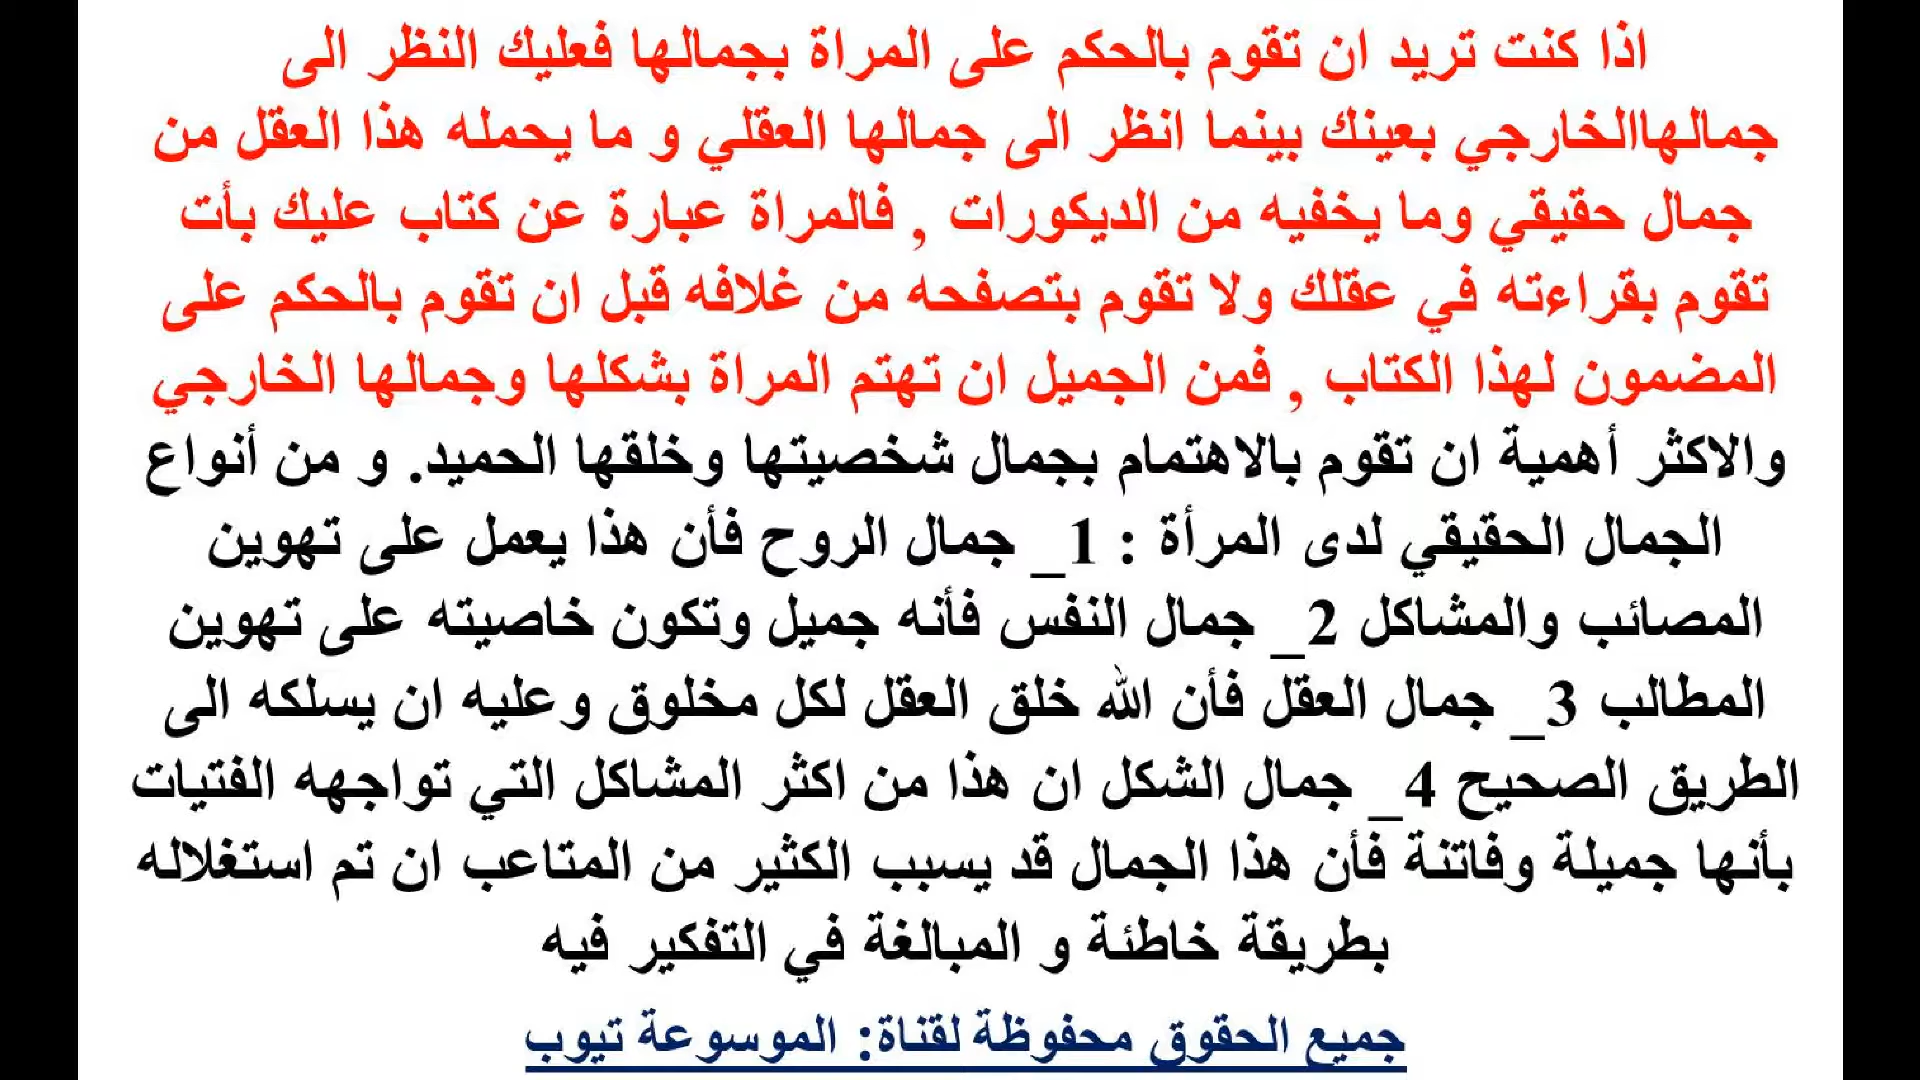 اذا كنت تريد ان تقوم بالحكم على المراة بجمالها فعليك النظر الى
جمالهاالخارجي بعينك بينما انظر الى جمالها العقلي و ما يحمله هذا العقل من
جمال حقيقي وما يخفيه من الديكورات , فالمراة عبارة عن كتاب عليك بأت
تقوم بقراءته في عقلك ولا تقوم بتصفحه من غلافه قبل ان تقوم بالحكم على
المضمون لهذا الكتاب , فمن الجميل ان تهتم المراة بشكلها وجمالها الخارجي
والاكثر أهمية ان تقوم بالاهتمام بجمال شخصيتها وخلقها الحميد. و من أنواع
الجمال الحقيقي لدى المرأة : 1_ جمال الروح فأن هذا يعمل على تهوين
المصائب والمشاكل 2_ جمال النفس فأنه جميل وتكون خاصيته على تهوين
المطالب 3_ جمال العقل فأن الله خلق العقل لكل مخلوق وعليه ان يسلكه الى
الطريق الصحيح 4_ جمال الشكل ان هذا من اكثر المشاكل التي تواجهه الفتيات
بأنها جميلة وفاتنة فأن هذا الجمال قد يسبب الكثير من المتاعب ان تم استغلاله
بطريقة خاطئة و المبالغة في التفكير فيه
جميع الحقوق محفوظة لقناة: الموسوعة تيوب